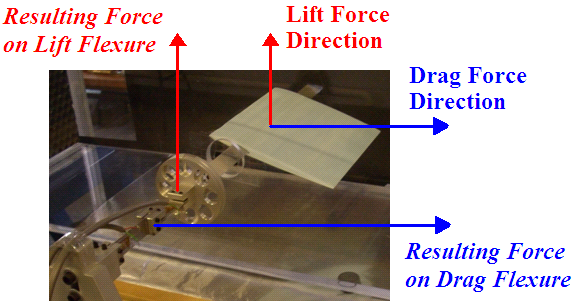 Resulting Force
on Lift Flexure
Lift Force
Direction
Drag Force
Direction
Resulting Force
on Drag Flexure